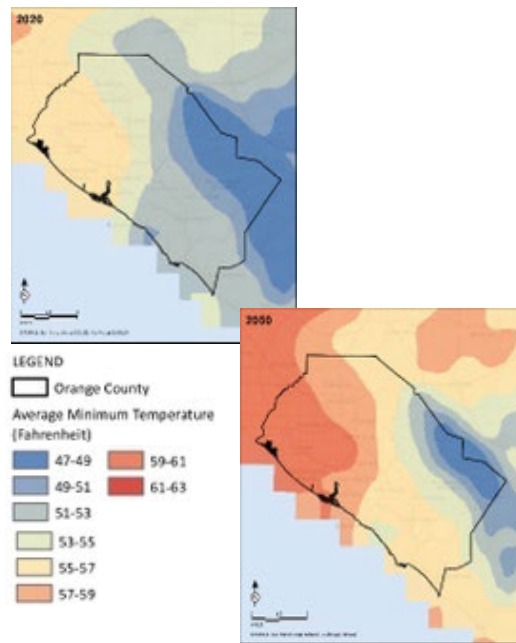 2020
2050
LEGEND
Orange County
Average Minimum Temperature
(Fahrenheit)
47-49
49-51
51-53
53-55
55-57
57-59
59-61
61-63